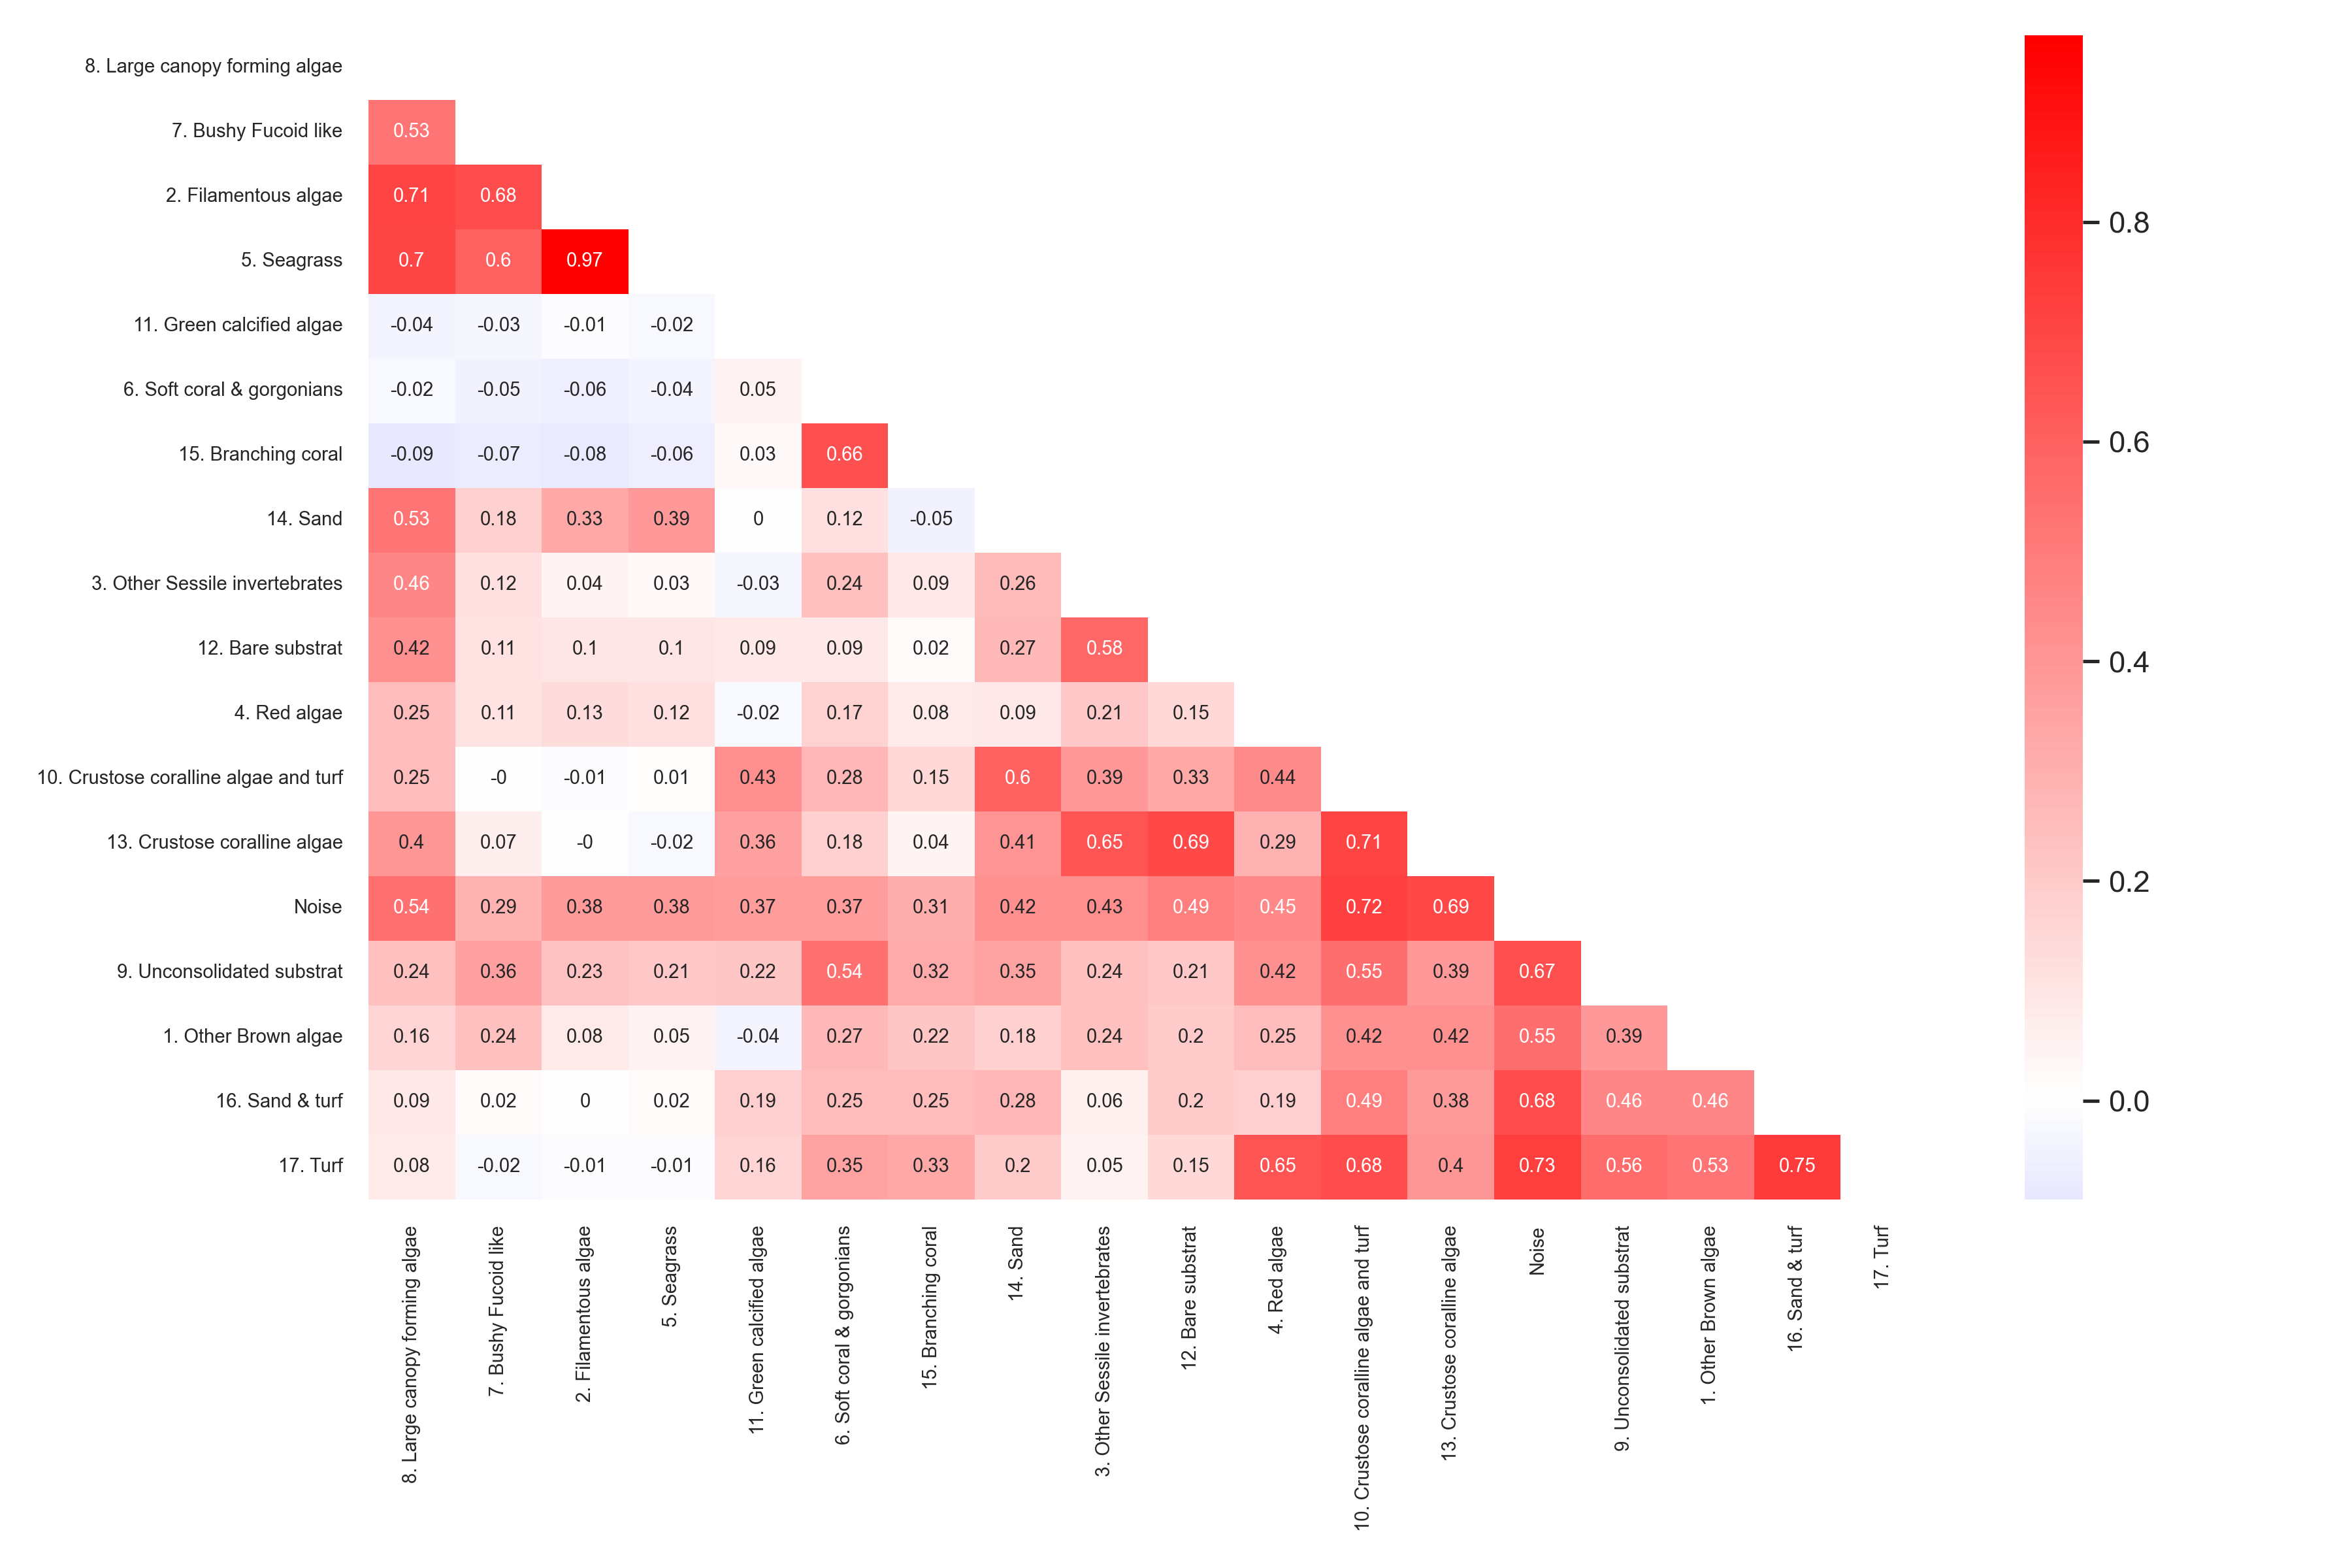 8. Large canopy forming algae
7. Bushy Fucoid like 0.53
2. Filamentous algae 0.71 0.68
5. Seagrass 0.7 0.6 0.97
11. Green calcified algae -0.04 -0.03 -0.01 -0.02
6. Soft coral & gorgonians -0.02 -0.05 -0.06 -0.04 0.05
15. Branching coral -0.09 -0.07 -0.08 -0.06 0.03 0.66
14. Sand 0.53 0.18 0.33 0.39 0 0.12 -0.05
3. Other Sessile invertebrates 0.46 0.12 0.04 0.03 -0.03 0.24 0.09 0.26
12. Bare substrat 0.42 0.11 0.1 0.1 0.09 0.09 0.02 0.27 0.58
4. Red algae 0.25 0.11 0.13 0.12 -0.02 0.17 0.08 0.09 0.21 0.15
10. Crustose coralline algae and turf 0.25 -0 -0.01 0.01 0.43 0.28 0.15 0.6 0.39 0.33 0.44
13. Crustose coralline algae 0.4 0.07 -0 -0.02 0.36 0.18 0.04 0.41 0.65 0.69 0.29 0.71
Noise 0.54 0.29 0.38 0.38 0.37 0.37 0.31 0.42 0.43 0.49 0.45 0.72 0.69
9. Unconsolidated substrat 0.24 0.36 0.23 0.21 0.22 0.54 0.32 0.35 0.24 0.21 0.42 0.55 0.39 0.67
1. Other Brown algae 0.16 0.24 0.08 0.05 -0.04 0.27 0.22 0.18 0.24 0.2 0.25 0.42 0.42 0.55 0.39
16. Sand & turf 0.09 0.02 0 0.02 0.19 0.25 0.25 0.28 0.06 0.2 0.19 0.49 0.38 0.68 0.46 0.46
17. Turf 0.08 -0.02 -0.01 -0.01 0.16 0.35 0.33 0.2 0.05 0.15 0.65 0.68 0.4 0.73 0.56 0.53 0.75
8. Large canopy forming algae
7. Bushy Fucoid like
2. Filamentous algae
5. Seagrass
11. Green calcified algae
6. Soft coral & gorgonians
15. Branching coral
14. Sand
3. Other Sessile invertebrates
12. Bare substrat
4. Red algae
10. Crustose coralline algae and turf
13. Crustose coralline algae
Noise
9. Unconsolidated substrat
1. Other Brown algae
16. Sand & turf
17. Turf
0.8
0.6
0.4
0.2
0.0